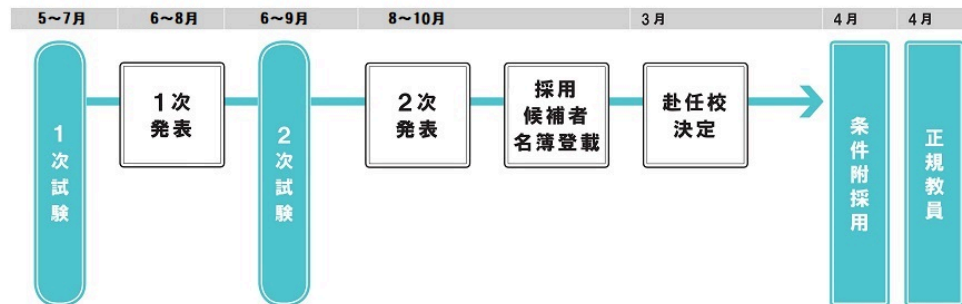 5～7月 6～8月 6～9月 8～10月 3月 4月 4月
1次試験
1次
発表
2次試験
2次
発表
採用
候補者
名簿登載
赴任校
決定
条件附採用
正規教員